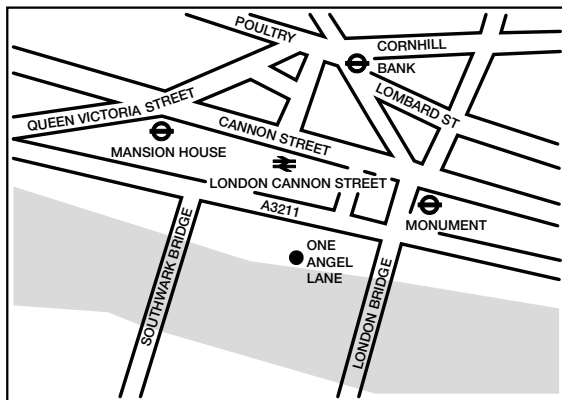 POULTRY
CORNHILL
BANK
LOMBARD ST
QUEEN VICTORIA STREET
CANNON STREET
MANSION HOUSE
LONDON CANNON STREET
A3211
MONUMENT
SOUTHWARK BRIDGE
ONE
ANGEL
LANE
LONDON BRIDGE